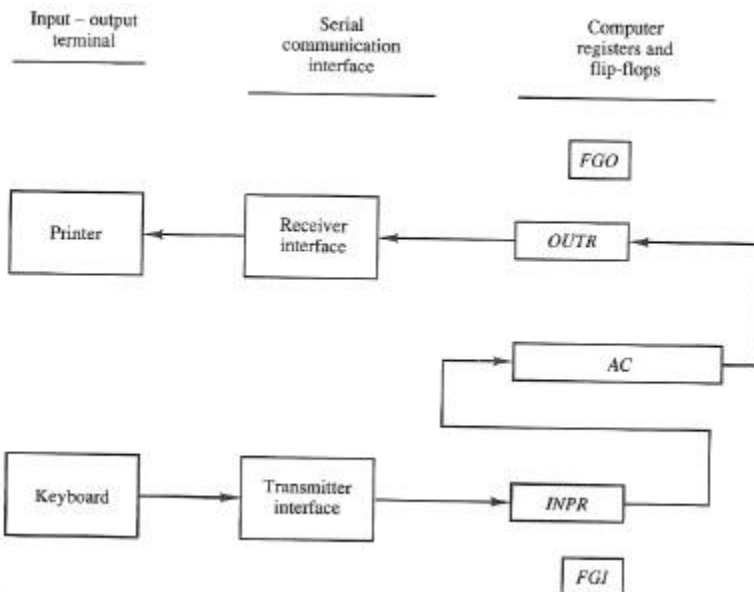 Input – output
terminal
Serial
communication
interface
Computer
registers and
flip-flops
FGO
Printer
Receiver
interface
OUTR
AC
Keyboard
Transmitter
interface
INPR
FGI